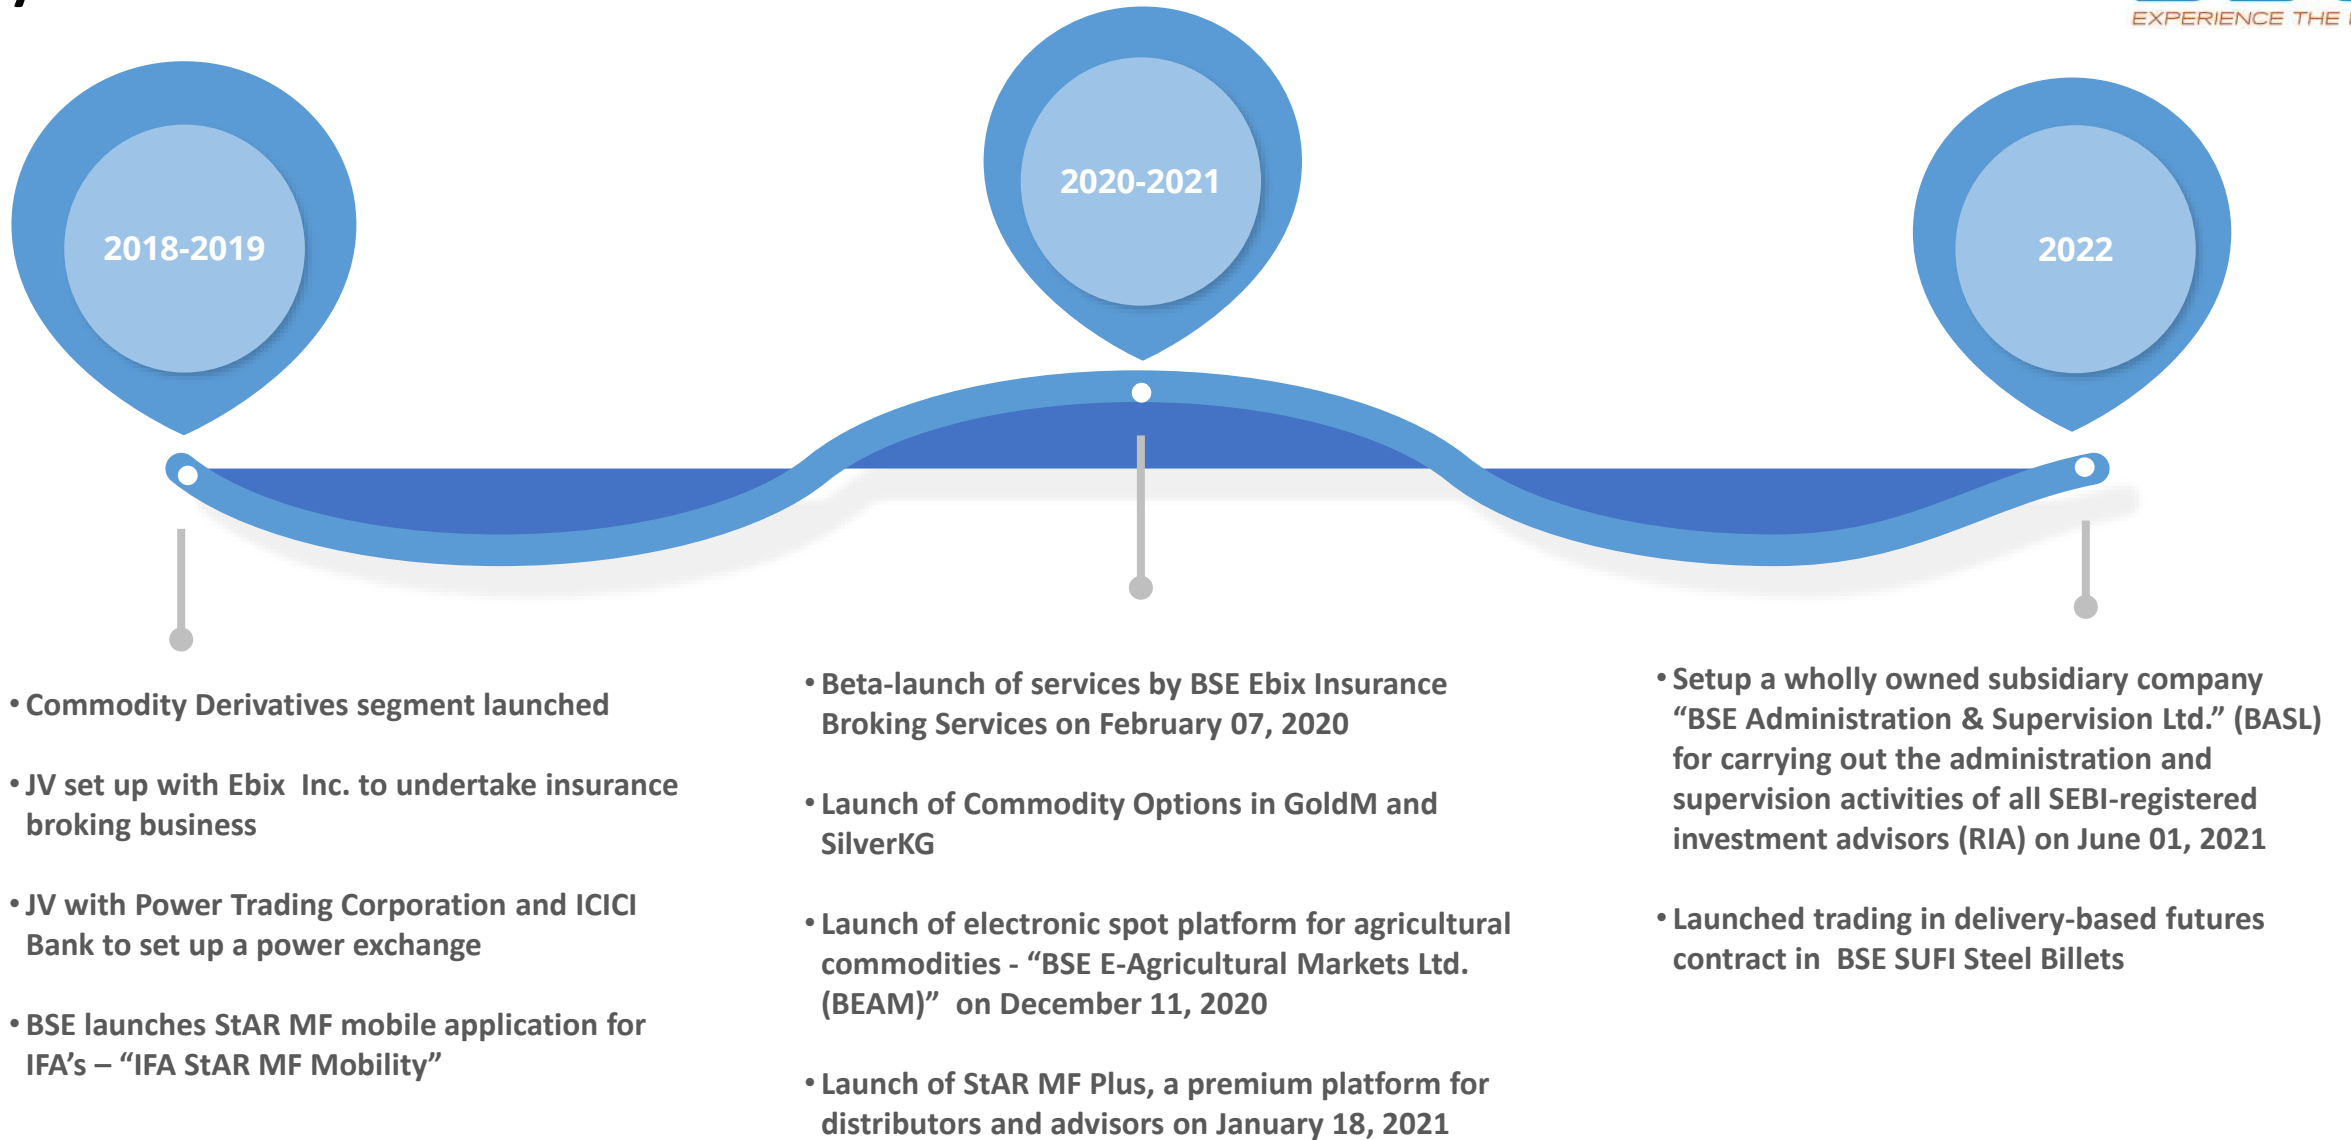 EXPERIENCE THE
2018-2019
2020-2021
2022
• Commodity Derivatives segment launched
• JV set up with Ebix  Inc. to undertake insurance
broking business
• JV with Power Trading Corporation and ICICI
Bank to set up a power exchange
• BSE launches StAR MF mobile application for
IFA's – “IFA StAR MF Mobility”
• Beta-launch of services by BSE Ebix Insurance
Broking Services on February 07, 2020
• Launch of Commodity Options in GoldM and
SilverKG
• Launch of electronic spot platform for agricultural
commodities - “BSE E-Agricultural Markets Ltd.
(BEAM)”  on December 11, 2020
• Launch of StAR MF Plus, a premium platform for
distributors and advisors on January 18, 2021
• Setup a wholly owned subsidiary company
“BSE Administration & Supervision Ltd.” (BASL)
for carrying out the administration and
supervision activities of all SEBI-registered
investment advisors (RIA) on June 01, 2021
• Launched trading in delivery-based futures
contract in  BSE SUFI Steel Billets